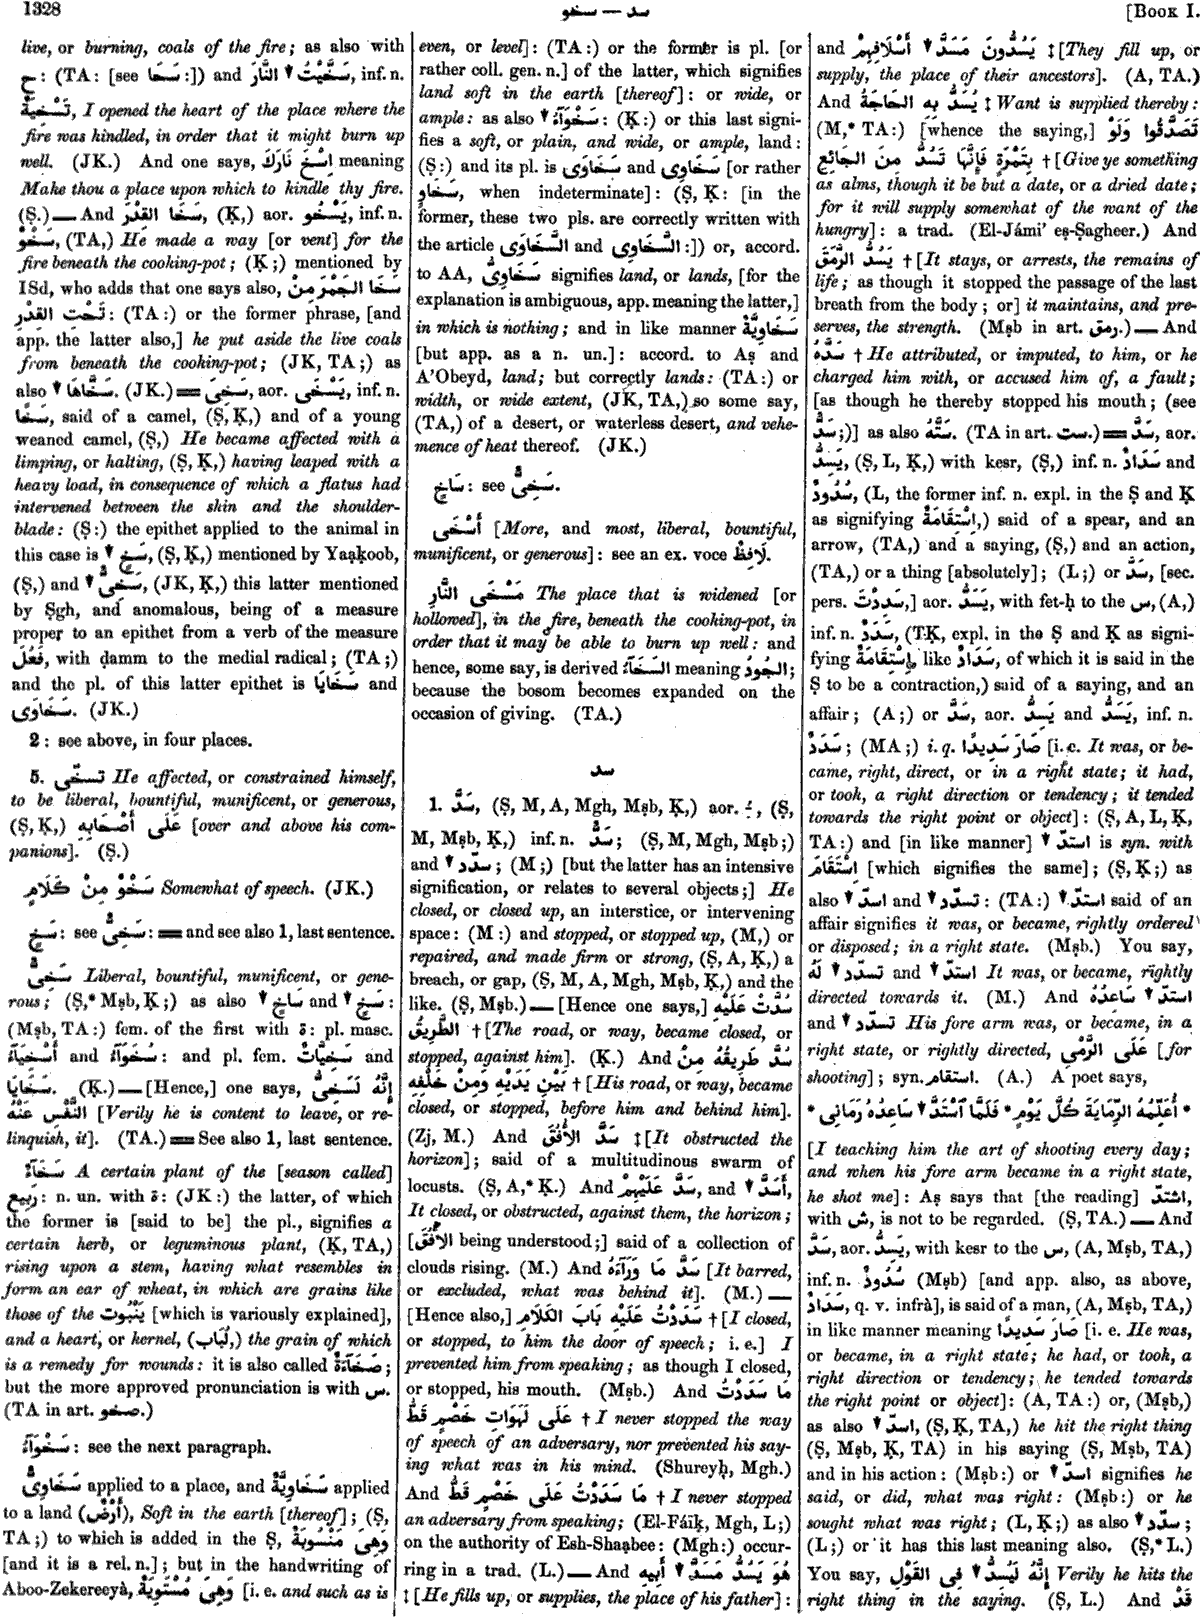 1328
سد — سخو
[BOOK I.
live, or burning, coals of the fire; as also with
ح: (TA: [see سَحَا:]) and سَخَّيْتُ ▼ النَّارَ, inf. n.
تَسْخِيَةٌ, I opened the heart of the place where the
fire was kindled, in order that it might burn up
well. (JK.) And one says, اِسْخَ نَارَكَ meaning
Make thou a place upon which to kindle thy fire.
(Ṣ.) — And سَخَا القِدْرَ, (Ḳ,) aor. يَسْخُو, inf. n.
سَخْوٌ, (TA,) He made a way [or vent] for the
fire beneath the cooking-pot; (Ḳ;) mentioned by
ISd, who adds that one says also, سَخَا الجَمْرَ مِنْ
تَحْتِ القِدْرِ: (TA:) or the former phrase, [and
app. the latter also,] he put aside the live coals
from beneath the cooking-pot; (JK, TA;) as
also ▼ سَخَّاهَا. (JK.) ═ سَخِىَ, aor. يَسْخَى, inf. n.
سَخًا, said of a camel, (Ṣ, Ḳ,) and of a young
weaned camel, (Ṣ,) He became affected with a
limping, or halting, (Ṣ, Ḳ,) having leaped with a
heavy load, in consequence of which a flatus had
intervened between the skin and the shoulder-
blade: (Ṣ:) the epithet applied to the animal in
this case is ▼ سَخٍ, (Ṣ, Ḳ,) mentioned by Yaạḳoob,
(Ṣ,) and ▼ سَخِىٌّ, (JK, Ḳ,) this latter mentioned
by Ṣgh, and anomalous, being of a measure
proper to an epithet from a verb of the measure
فَعُلَ, with ḍamm to the medial radical; (TA;)
and the pl. of this latter epithet is سَخَايَا and
سَخَاوَى. (JK.)
2: see above, in four places.
5. تسخّى He affected, or constrained himself,
to be liberal, bountiful, munificent, or generous,
(Ṣ, Ḳ,) عَلَى أَصْحَابِهِ [over and above his com-
panions]. (Ṣ.)
سَخْوٌ مِنْ كَلَامٍ Somewhat of speech. (JK.)
سَخٍ: see سَخِىٌّ: ═ and see also 1, last sentence.
سَخِىٌّ Liberal, bountiful, munificent, or gene-
rous; (Ṣ,* Mṣb, Ḳ;) as also ▼ سَاخٍ and ▼ سَخٍ:
(Mṣb, TA:) fem. of the first with ة: pl. masc.
أَسْخِيَآءُ and سُخَوَآءُ: and pl. fem. سَخِيَّاتٌ and
سَخَايَا. (Ḳ.) — [Hence,] one says, إِنَّهُ لَسَخِىُّ
النَّفْسِ عَنْهُ [Verily he is content to leave, or re-
linquish, it]. (TA.) ═ See also 1, last sentence.
سَخَآءٌ A certain plant of the [season called]
رَبِيع: n. un. with ة: (JK:) the latter, of which
the former is [said to be] the pl., signifies a
certain herb, or leguminous plant, (Ḳ, TA,)
rising upon a stem, having what resembles in
form an ear of wheat, in which are grains like
those of the يَنْبُوت [which is variously explained],
and a heart, or kernel, (لُبَاب,) the grain of which
is a remedy for wounds: it is also called صَخَآءَةٌ;
but the more approved pronunciation is with س.
(TA in art. صخو.)
سَخْوَآءُ: see the next paragraph.
سَخَاوِىٌّ applied to a place, and سَخَاوِيَّةٌ applied
to a land (أَرْض), Soft in the earth [thereof]; (Ṣ,
TA;) to which is added in the Ṣ, وَهِىَ مَنْسُوبَةٌ
[and it is a rel. n.]; but in the handwriting of
Aboo-Zekereeyà, وَهِىَ مُسْتَوِيَةٌ [i. e. and such as is
even, or level]: (TA:) or the former is pl. [or
rather coll. gen. n.] of the latter, which signifies
land soft in the earth [thereof]: or wide, or
ample: as also ▼ سَخْوَآءُ: (Ḳ:) or this last signi-
fies a soft, or plain, and wide, or ample, land:
(Ṣ:) and its pl. is سَخَاوَى and سَخَاوِى [or rather
سَخَاوٍ, when indeterminate]: (Ṣ, Ḳ: [in the
former, these two pls. are correctly written with
the article السَّخَاوِى and السَّخَاوَى:]) or, accord.
to AA, سَخَاوِىُّ signifies land, or lands, [for the
explanation is ambiguous, app. meaning the latter,]
in which is nothing; and in like manner سَخَاوِيَّةٌ
[but app. as a n. un.]: accord. to Aṣ and
A'Obeyd, land; but correctly lands: (TA:) or
width, or wide extent, (JK, TA,) so some say,
(TA,) of a desert, or waterless desert, and vehe-
mence of heat thereof. (JK.)
سَاخٍ: see سَخِىٌّ.
أَسْخَى [More, and most, liberal, bountiful,
munificent, or generous]: see an ex. voce لَافِظٌ.
مَسْخَى النَّارِ The place that is widened [or
hollowed], in the fire, beneath the cooking-pot, in
order that it may be able to burn up well: and
hence, some say, is derived السَّخَآءُ meaning الجُودُ;
because the bosom becomes expanded on the
occasion of giving. (TA.)
سد
1. سَدَّ, (Ṣ, M, A, Mgh, Mṣb, Ḳ,) aor. ـُ, (Ṣ,
M, Mṣb, Ḳ,) inf. n. سَدٌّ; (Ṣ, M, Mgh, Mṣb;)
and ▼ سدّد; (M;) [but the latter has an intensive
signification, or relates to several objects;] He
closed, or closed up, an interstice, or intervening
space: (M:) and stopped, or stopped up, (M,) or
repaired, and made firm or strong, (Ṣ, A, Ḳ,) a
breach, or gap, (Ṣ, M, A, Mgh, Mṣb, Ḳ,) and the
like. (Ṣ, Mṣb.) — [Hence one says,] سُدَّتْ عَلَيْهِ
الطَّرِيقُ † [The road, or way, became closed, or
stopped, against him]. (Ḳ.) And سُدَّ طَرِيقُهُ مِنْ
بَيْنِ يَدَيْهِ وَمِنْ خَلْفِهِ † [His road, or way, became
closed, or stopped, before him and behind him].
(Zj, M.) And سَدَّ الأُفُقَ ‡ [It obstructed the
horizon]; said of a multitudinous swarm of
locusts. (Ṣ, A,* Ḳ.) And سَدَّ عَلَيْهِمْ, and ▼ أَسَدَّ,
It closed, or obstructed, against them, the horizon;
[الأُفُقَ being understood;] said of a collection of
clouds rising. (M.) And سَدَّ مَا وَرَآءَهُ [It barred,
or excluded, what was behind it]. (M.) —
[Hence also,] سَدَدْتُ عَلَيْهِ بَابَ الكَلَامِ † [I closed,
or stopped, to him the door of speech; i. e.] I
prevented him from speaking; as though I closed,
or stopped, his mouth. (Mṣb.) And مَا سَدَدْتُ
عَلَى لَهَوَاتِ خَصْمٍ قَطُّ † I never stopped the way
of speech of an adversary, nor prevented his say-
ing what was in his mind. (Shureyḥ, Mgh.)
And مَا سَدَدْتُ عَلَى خَصْمٍ قَطُّ † I never stopped
an adversary from speaking; (El-Fáïḳ, Mgh, L;)
on the authority of Esh-Shaạbee: (Mgh:) occur-
ring in a trad. (L.) — And هُوَ يَسُدُّ مَسَدَّ ▼ أَبِيهِ
‡ [He fills up, or supplies, the place of his father]:
and يَسُدُّونَ مَسَدَّ ▼ أَسْلَافِهِمْ ‡ [They fill up, or
supply, the place of their ancestors]. (A, TA.)
And يُسَدُّ بِهِ الحَاجَةُ ‡ Want is supplied thereby:
(M,* TA:) [whence the saying,] تَصَدَّقُوا وَلَوْ
بِتَمْرَةٍ فَإِنَّهَا تَسُدُّ مِنَ الجَائِعِ † [Give ye something
as alms, though it be but a date, or a dried date;
for it will supply somewhat of the want of the
hungry]: a trad. (El-Jámi' eṣ-Ṣagheer.) And
يَسُدُّ الرَّمَقَ † [It stays, or arrests, the remains of
life; as though it stopped the passage of the last
breath from the body; or] it maintains, and pre-
serves, the strength. (Mṣb in art. رمق.) — And
سَدَّهُ † He attributed, or imputed, to him, or he
charged him with, or accused him of, a fault;
[as though he thereby stopped his mouth; (see
سُدٌّ;)] as also سَتَّهُ. (TA in art. ست.) ═ سَدَّ, aor.
يَسِدُّ, (Ṣ, L, Ḳ,) with kesr, (Ṣ,) inf. n. سَدَادٌ and
سُدُودٌ, (L, the former inf. n. expl. in the Ṣ and Ḳ
as signifying اِسْتِقَامَةٌ,) said of a spear, and an
arrow, (TA,) and a saying, (Ṣ,) and an action,
(TA,) or a thing [absolutely]; (L;) or سَدَّ, [sec.
pers. سَدِدْتَ,] aor. يَسَدُّ, with fet-ḥ to the س, (A,)
inf. n. سَدَدٌ, (TḲ, expl. in the Ṣ and Ḳ as signi-
fying اِسْتِقَامَةٌ, like سَدَادٌ, of which it is said in the
Ṣ to be a contraction,) said of a saying, and an
affair; (A;) or سَدَّ, aor. يَسِدُّ and يَسَدُّ, inf. n.
سَدَدٌ; (MA;) i. q. صَارَ سَدِيدًا [i. e. It was, or be-
came, right, direct, or in a right state; it had,
or took, a right direction or tendency; it tended
towards the right point or object]: (Ṣ, A, L, Ḳ,
TA:) and [in like manner] ▼ استدّ is syn. with
اِسْتَقَامَ [which signifies the same]; (Ṣ, Ḳ;) as
also ▼ اسدّ and ▼ تسدّد: (TA:) ▼ استدّ said of an
affair signifies it was, or became, rightly ordered
or disposed; in a right state. (Mṣb.) You say,
تسدّد ▼ لَهُ and ▼ استدّ It was, or became, rightly
directed towards it. (M.) And استدّ ▼ سَاعِدُهُ
and ▼ تسدّد His fore arm was, or became, in a
right state, or rightly directed, عَلَى الرَّمْىِ [for
shooting]; syn. استقام. (A.) A poet says,
* أُعَلِّمُهُ الرِّمَايَةَ كُلَّ يَوْمٍ * فَلَمَّا ٱسْتَدَّ ▼ سَاعِدُهُ رَمَانِى *
[I teaching him the art of shooting every day;
and when his fore arm became in a right state,
he shot me]: Aṣ says that [the reading] اشتدّ,
with ش, is not to be regarded. (Ṣ, TA.) — And
سَدَّ, aor. يَسِدُّ, with kesr to the س, (A, Mṣb, TA,)
inf. n. سُدُودٌ (Mṣb) [and app. also, as above,
سَدَادٌ, q. v. infrà], is said of a man, (A, Mṣb, TA,)
in like manner meaning صَارَ سَدِيدًا [i. e. He was,
or became, in a right state; he had, or took, a
right direction or tendency; he tended towards
the right point or object]: (A, TA:) or, (Mṣb,)
as also ▼ اسدّ, (Ṣ, Ḳ, TA,) he hit the right thing
(Ṣ, Mṣb, Ḳ, TA) in his saying (Ṣ, Mṣb, TA)
and in his action: (Mṣb:) or ▼ اسدّ signifies he
said, or did, what was right: (Mṣb:) or he
sought what was right; (L, Ḳ;) as also ▼ سدّد;
(L;) or it has this last meaning also. (Ṣ,* L.)
You say, إِنَّهُ لَيُسِدُّ ▼ فِى القَوْلِ Verily he hits the
right thing in the saying. (Ṣ, L.) And قَدْ